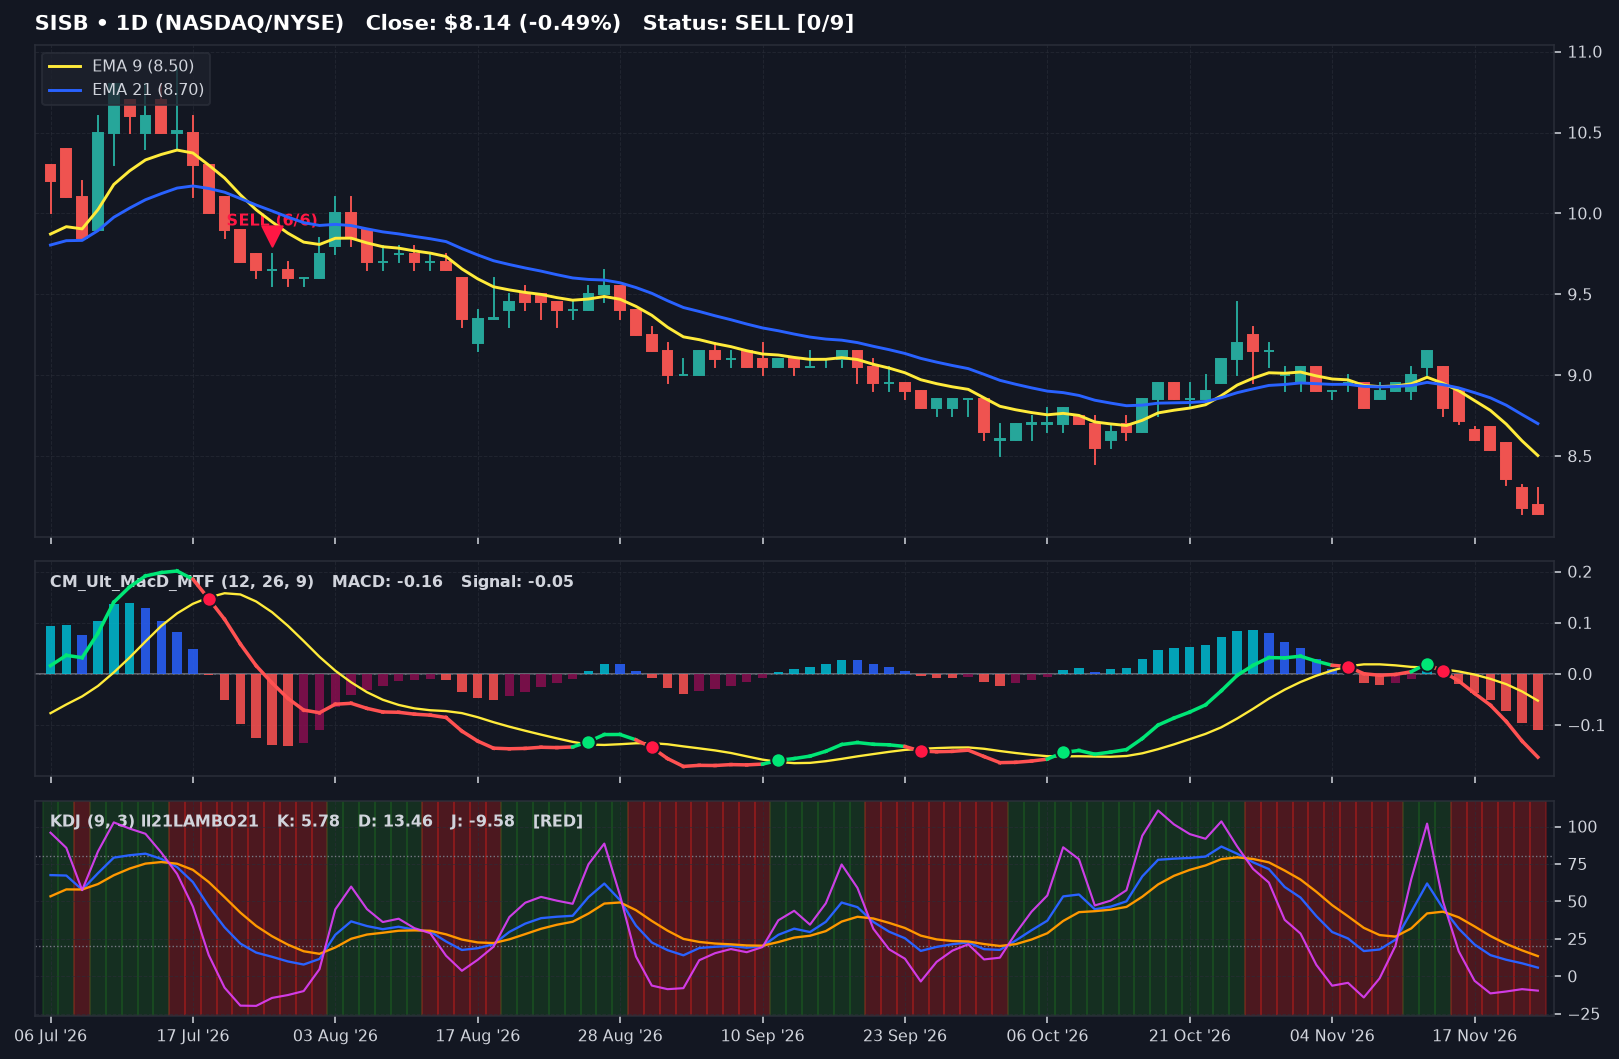 SISB • 1D (NASDAQ/NYSE)   Close: $8.14 (-0.49%)   Status: SELL [0/9]
EMA 9 (8.50)
EMA 21 (8.70)
SELL (6/6)
11.0
10.5
10.0
9.5
9.0
8.5
CM_Ult_MacD_MTF (12, 26, 9)   MACD: -0.16   Signal: -0.05
0.2
0.1
0.0
−0.1
KDJ (9, 3) II21LAMBO21   K: 5.78   D: 13.46   J: -9.58   [RED]
100
75
50
25
0
−25
06 Jul '26
17 Jul '26
03 Aug '26
17 Aug '26
28 Aug '26
10 Sep '26
23 Sep '26
06 Oct '26
21 Oct '26
04 Nov '26
17 Nov '26